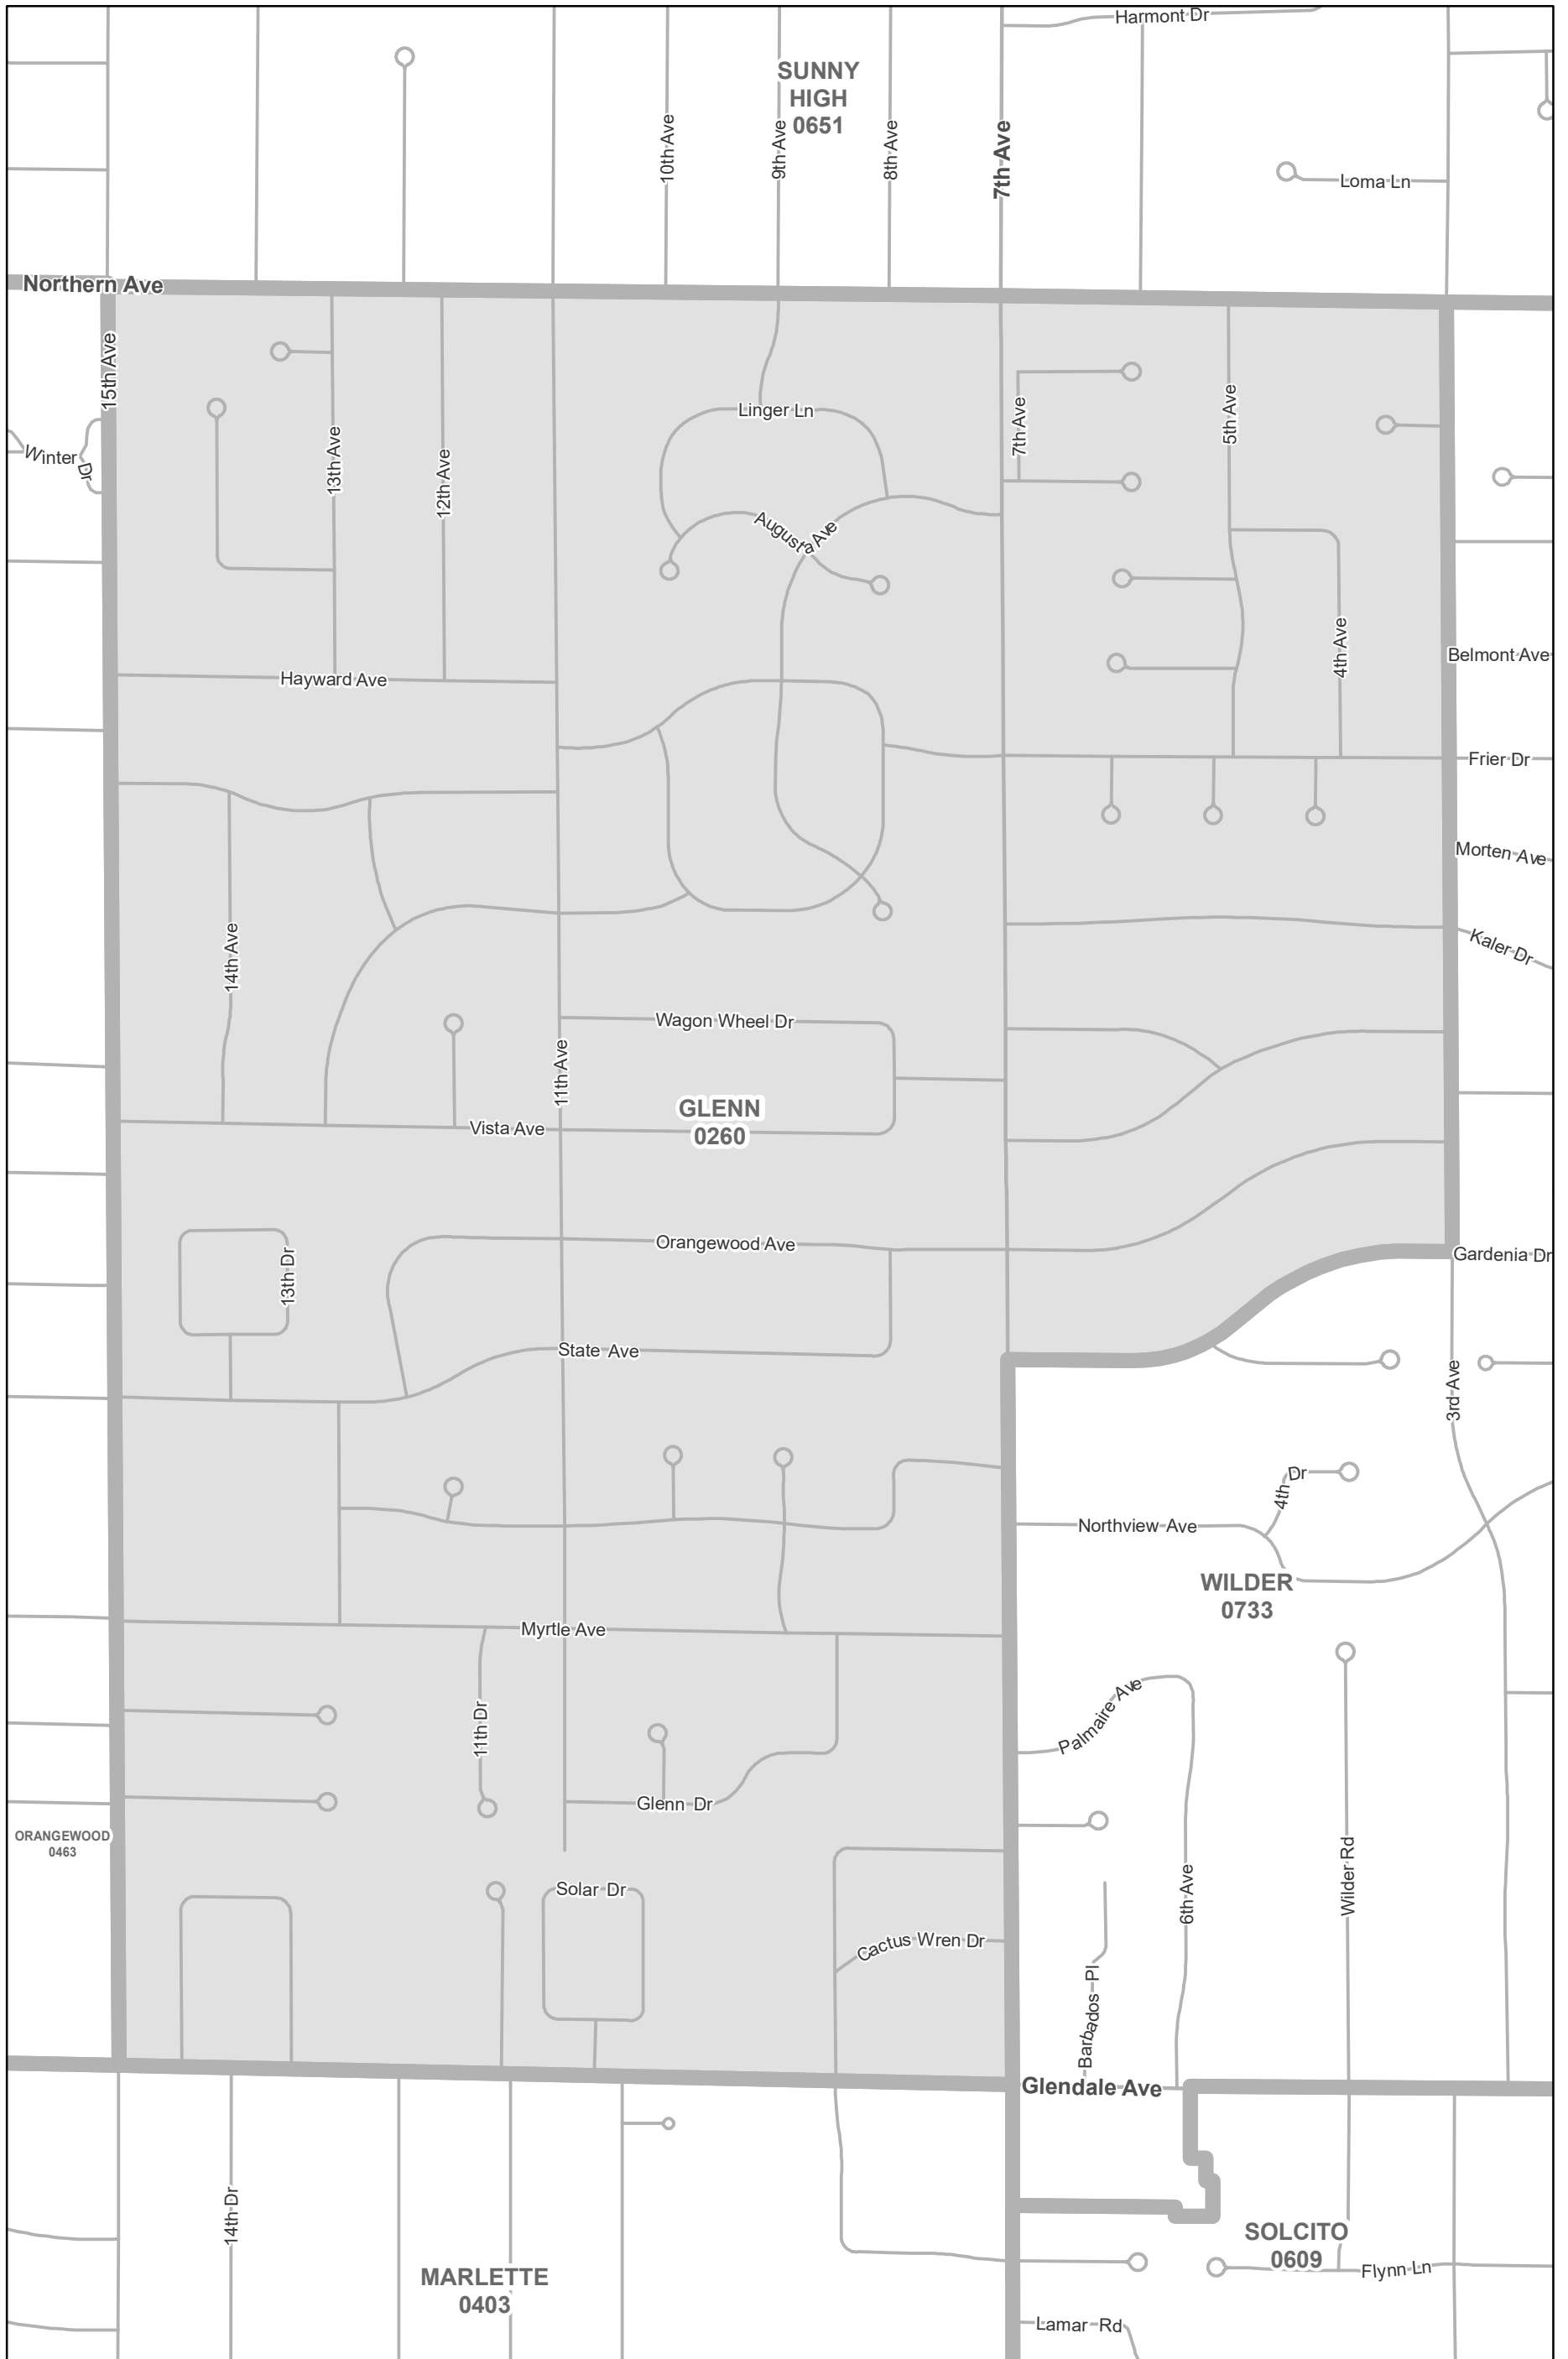 Harmont Dr
SUNNY
HIGH
0651
10th Ave
9th Ave
8th Ave
7th Ave
Loma Ln
Northern Ave
15th Ave
Winter Dr
13th Ave
12th Ave
Linger Ln
7th Ave
5th Ave
Augusta Ave
4th Ave
Belmont Ave
Hayward Ave
Frier Dr
Morten Ave
14th Ave
Kaler Dr
Wagon Wheel Dr
11th Ave
GLENN
0260
Vista Ave
Orangewood Ave
13th Dr
Gardenia Dr
State Ave
3rd Ave
4th Dr
Northview Ave
WILDER
0733
Myrtle Ave
Palmaire Ave
11th Dr
Glenn Dr
ORANGEWOOD
0463
Wilder Rd
6th Ave
Solar Dr
Cactus Wren Dr
Barbados Pl
Glendale Ave
14th Dr
SOLCITO
0609
Flynn Ln
MARLETTE
0403
Lamar Rd